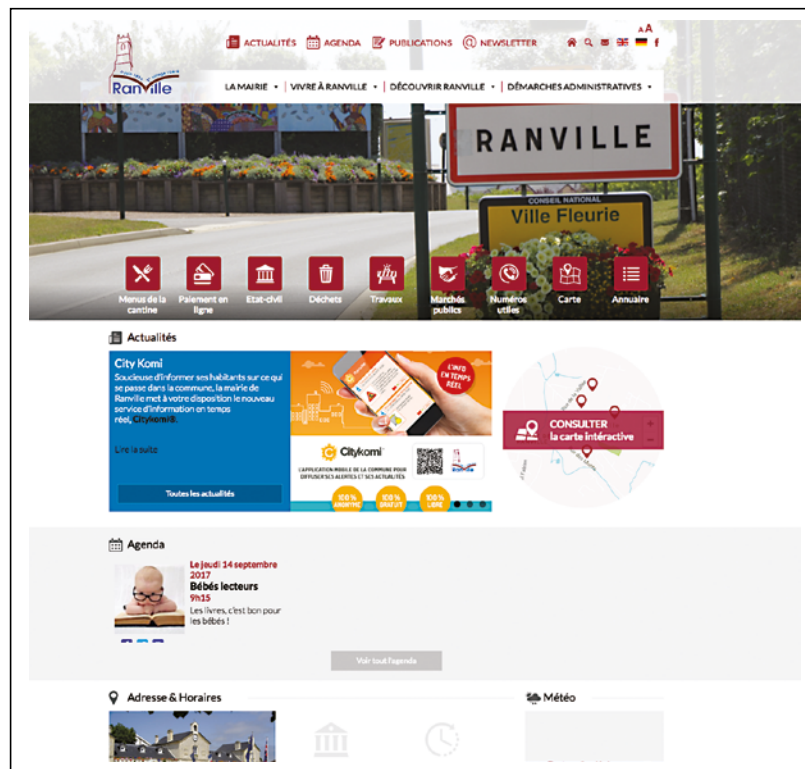 A A
ACTUALITÉS AGENDA PUBLICATIONS NEWSLETTER
Ranville
LA MAIRIE VIVRE À RANVILLE DÉCOUVRIR RANVILLE DÉMARCHES ADMINISTRATIVES
RANVILLE
CONSEIL NATIONAL
Ville Fleurie
Menus de la cantine
Paiement en ligne
Etat-civil
Déchets
Travaux
Marchés publics
Numéros utiles
Carte
Annuaire
Actualités
City Komi
Soucieuse d'informer ses habitants sur ce qui
se passe dans la commune, la mairie de
Ranville met à votre disposition le nouveau
service d'information en temps
réel, Citykomi®.
Lire la suite
Toutes les actualités
L'INFO
EN TEMPS
RÉEL
Citykomi
L'APPLICATION MOBILE DE LA COMMUNE POUR
DIFFUSER SES ALERTES ET SES ACTUALITÉS
100 %
ANONYME
100 %
GRATUIT
100 %
LIBRE
CONSULTER
la carte intéractive
Agenda
Le jeudi 14 septembre
2017
Bébés lecteurs
9h15
Les livres, c'est bon pour
les bébés !
Voir tout l'agenda
Adresse & Horaires
Météo